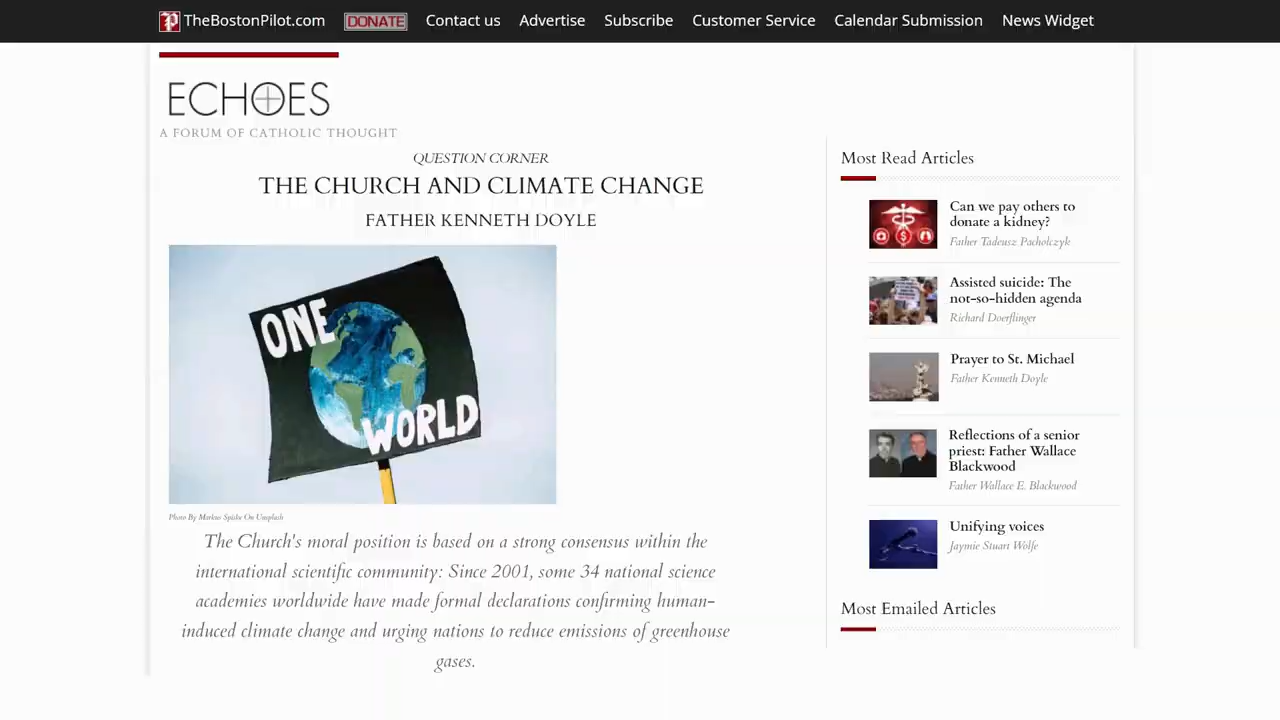 TheBostonPilot.com DONATE Contact us Advertise Subscribe Customer Service Calendar Submission News Widget
ECHOES
A FORUM OF CATHOLIC THOUGHT
QUESTION CORNER
THE CHURCH AND CLIMATE CHANGE
FATHER KENNETH DOYLE
ONE
WORLD
Photo By Markus Spiske On Unsplash
The Church's moral position is based on a strong consensus within the
international scientific community: Since 2001, some 34 national science
academies worldwide have made formal declarations confirming human-
induced climate change and urging nations to reduce emissions of greenhouse
gases.
Most Read Articles
Can we pay others to
donate a kidney?
Father Tadeusz Pacholczyk
Assisted suicide: The
not-so-hidden agenda
Richard Doerflinger
Prayer to St. Michael
Father Kenneth Doyle
Reflections of a senior
priest: Father Wallace
Blackwood
Father Wallace E. Blackwood
Unifying voices
Jaymie Stuart Wolfe
Most Emailed Articles